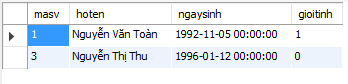 masv hoten ngaysinh gioitinh
1 Nguyễn Văn Toàn 1992-11-05 00:00:00 1
3 Nguyễn Thị Thu 1996-01-12 00:00:00 0